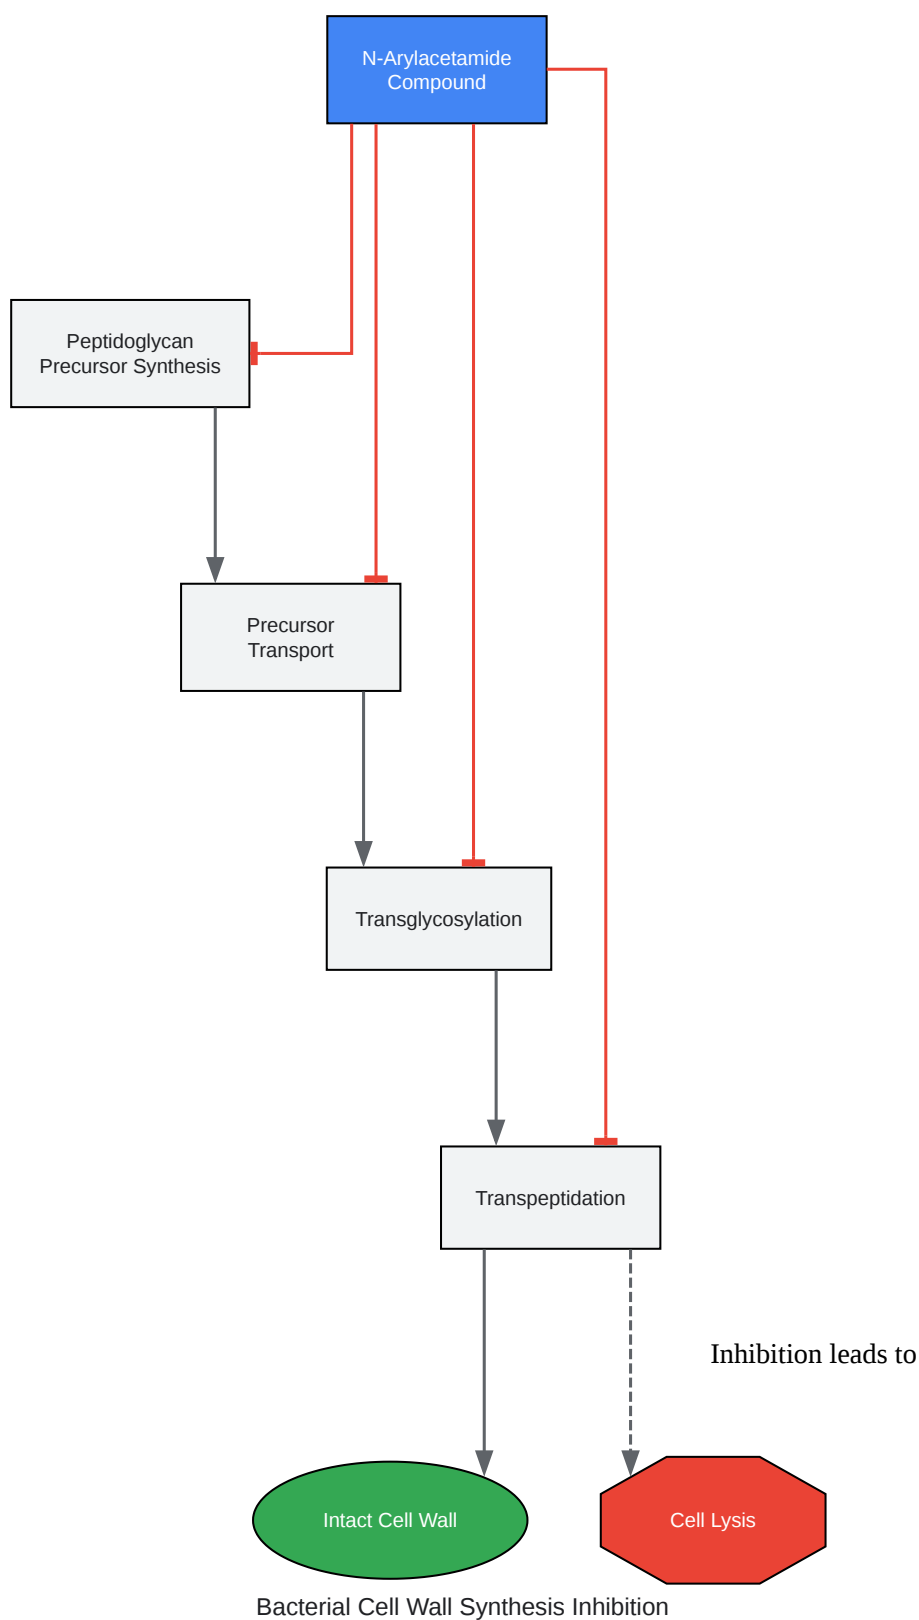 N-Arylacetamide
Compound
Peptidoglycan
Precursor Synthesis
Precursor
Transport
Transglycosylation
Transpeptidation
Inhibition leads to
Intact Cell Wall
Cell Lysis
Bacterial Cell Wall Synthesis Inhibition